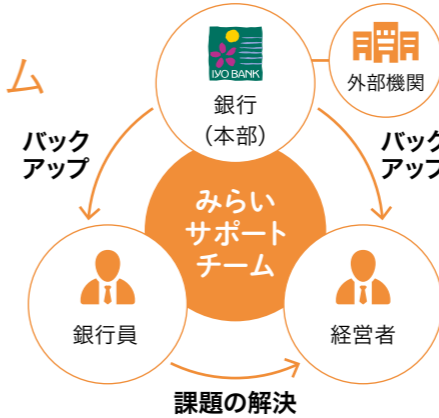 ム
IYO BANK
銀行
（本部）
外部機関
バック
アップ
バック
アップ
みらい
サポート
チーム
銀行員
経営者
課題の解決